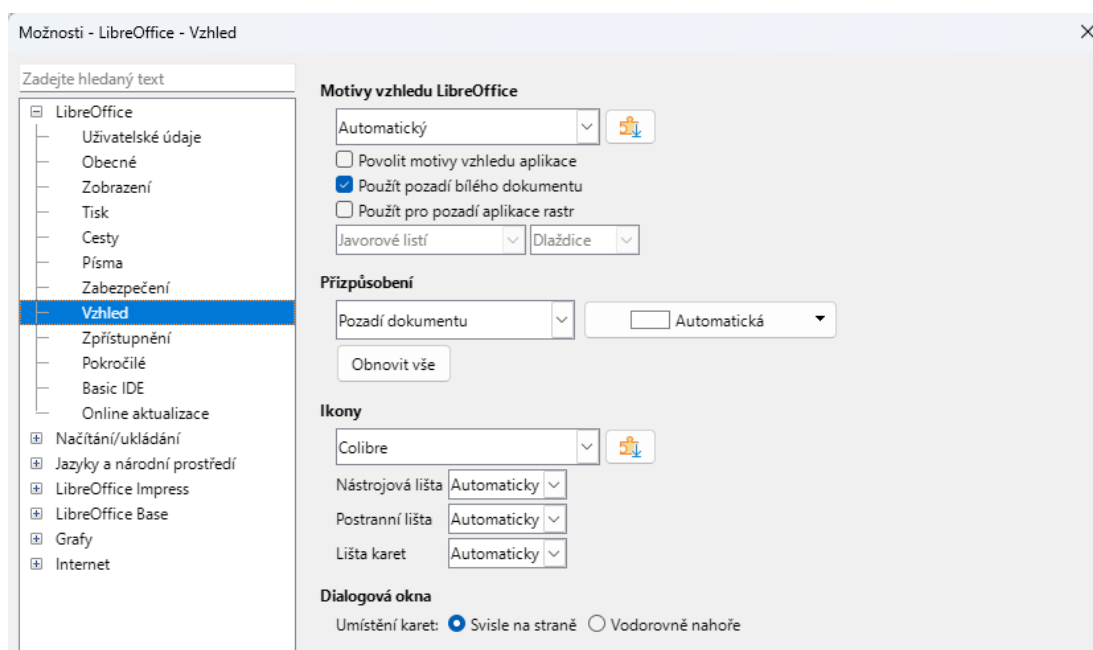 Možnosti - LibreOffice - Vzhled
Zadejte hledaný text
LibreOffice
Uživatelské údaje
Obecné
Zobrazení
Tisk
Cesty
Písma
Zabezpečení
Vzhled
Zpřístupnění
Pokročilé
Basic IDE
Online aktualizace
Načítání/ukládání
Jazyky a národní prostředí
LibreOffice Impress
LibreOffice Base
Grafy
Internet
Motivy vzhledu LibreOffice
Automatický
Povolit motivy vzhledu aplikace
Použít pozadí bílého dokumentu
Použít pro pozadí aplikace rastr
Javorové listí Dlaždice
Přizpůsobení
Pozadí dokumentu Automatická
Obnovit vše
Ikony
Colibre
Nástrojová lišta Automaticky
Postranní lišta Automaticky
Lišta karet Automaticky
Dialogová okna
Umístění karet: Svisle na straně Vodorovně nahoře